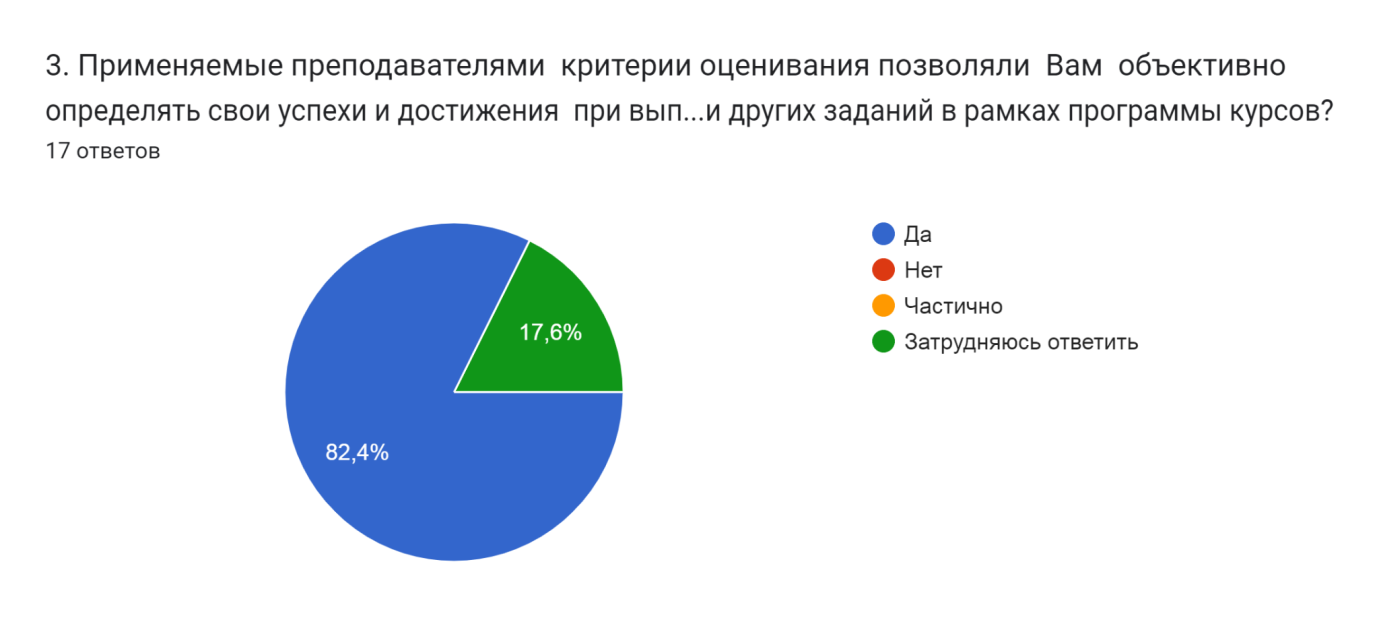 3. Применяемые преподавателями  критерии оценивания позволяли  Вам  объективно
определять свои успехи и достижения  при вып...и других заданий в рамках программы курсов?
17 ответов
Да
Нет
Частично
Затрудняюсь ответить
17,6%
82,4%